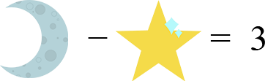 − = 3